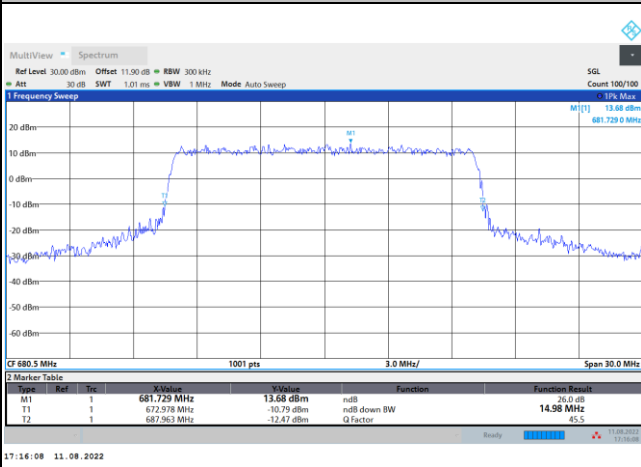 MultiView Spectrum
Ref Level 30.00 dBm Offset 11.90 dB RBW 300 kHz SGL
Att 30 dB SWT 1.01 ms VBW 1 MHz Mode Auto Sweep Count 100/100
1 Frequency Sweep 1Pk Max
M1[1] 13.68 dBm
681.729 0 MHz
20 dBm
M1
10 dBm
0 dBm
T1
T2
-10 dBm
-20 dBm
-30 dBm
-40 dBm
-50 dBm
-60 dBm
CF 680.5 MHz 1001 pts 3.0 MHz/ Span 30.0 MHz
2 Marker Table
Type Ref Trc X-Value Y-Value Function Function Result
M1 1 681.729 MHz 13.68 dBm ndB 26.0 dB
T1 1 672.978 MHz -10.79 dBm ndB down BW 14.98 MHz
T2 1 687.963 MHz -12.47 dBm Q Factor 45.5
Ready 11.08.2022
17:16:08
17:16:08 11.08.2022